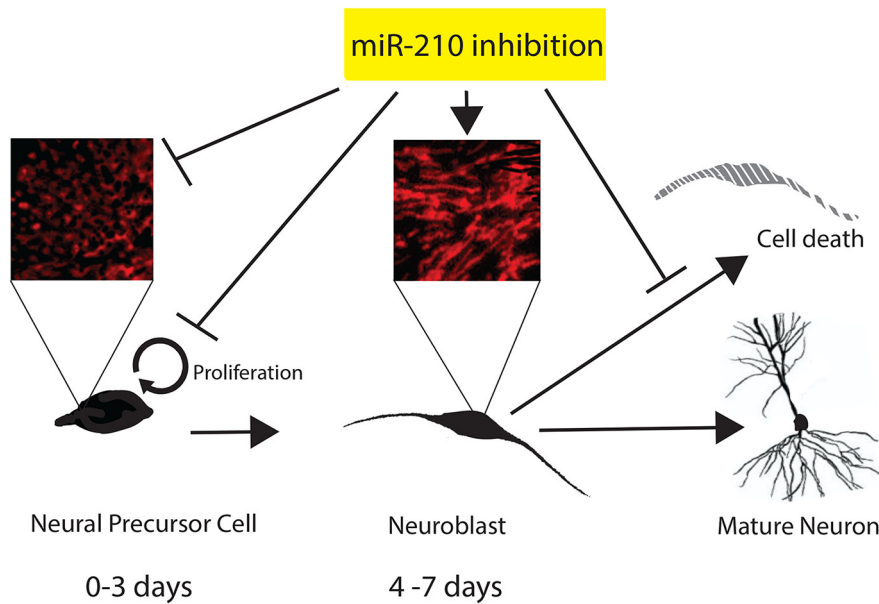 miR-210 inhibition
Cell death
Proliferation
Neural Precursor Cell
Neuroblast
Mature Neuron
0-3 days
4 -7 days